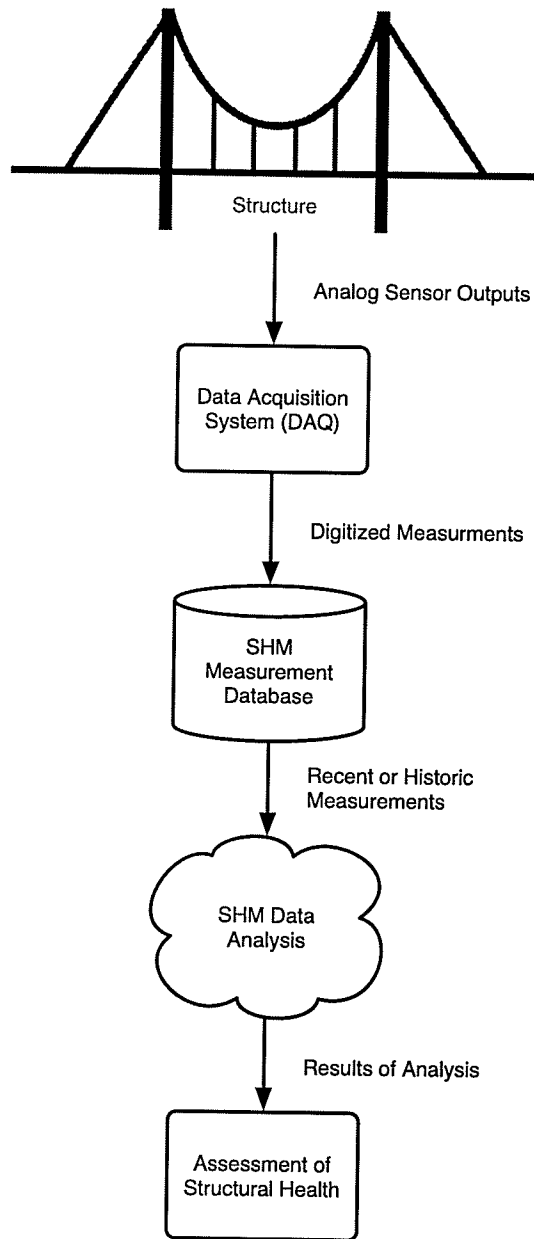 Structure
Analog Sensor Outputs
Data Acquisition
System (DAQ)
Digitized Measurments
SHM
Measurement
Database
Recent or Historic
Measurements
SHM Data
Analysis
Results of Analysis
Assessment of
Structural Health